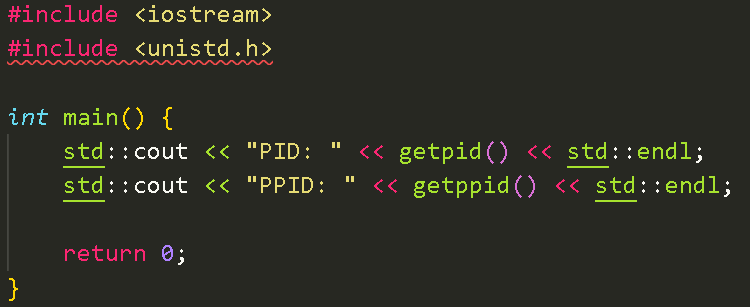 #include <iostream>
#include <unistd.h>
int main() {
std::cout << "PID: " << getpid() << std::endl;
std::cout << "PPID: " << getppid() << std::endl;
return 0;
}